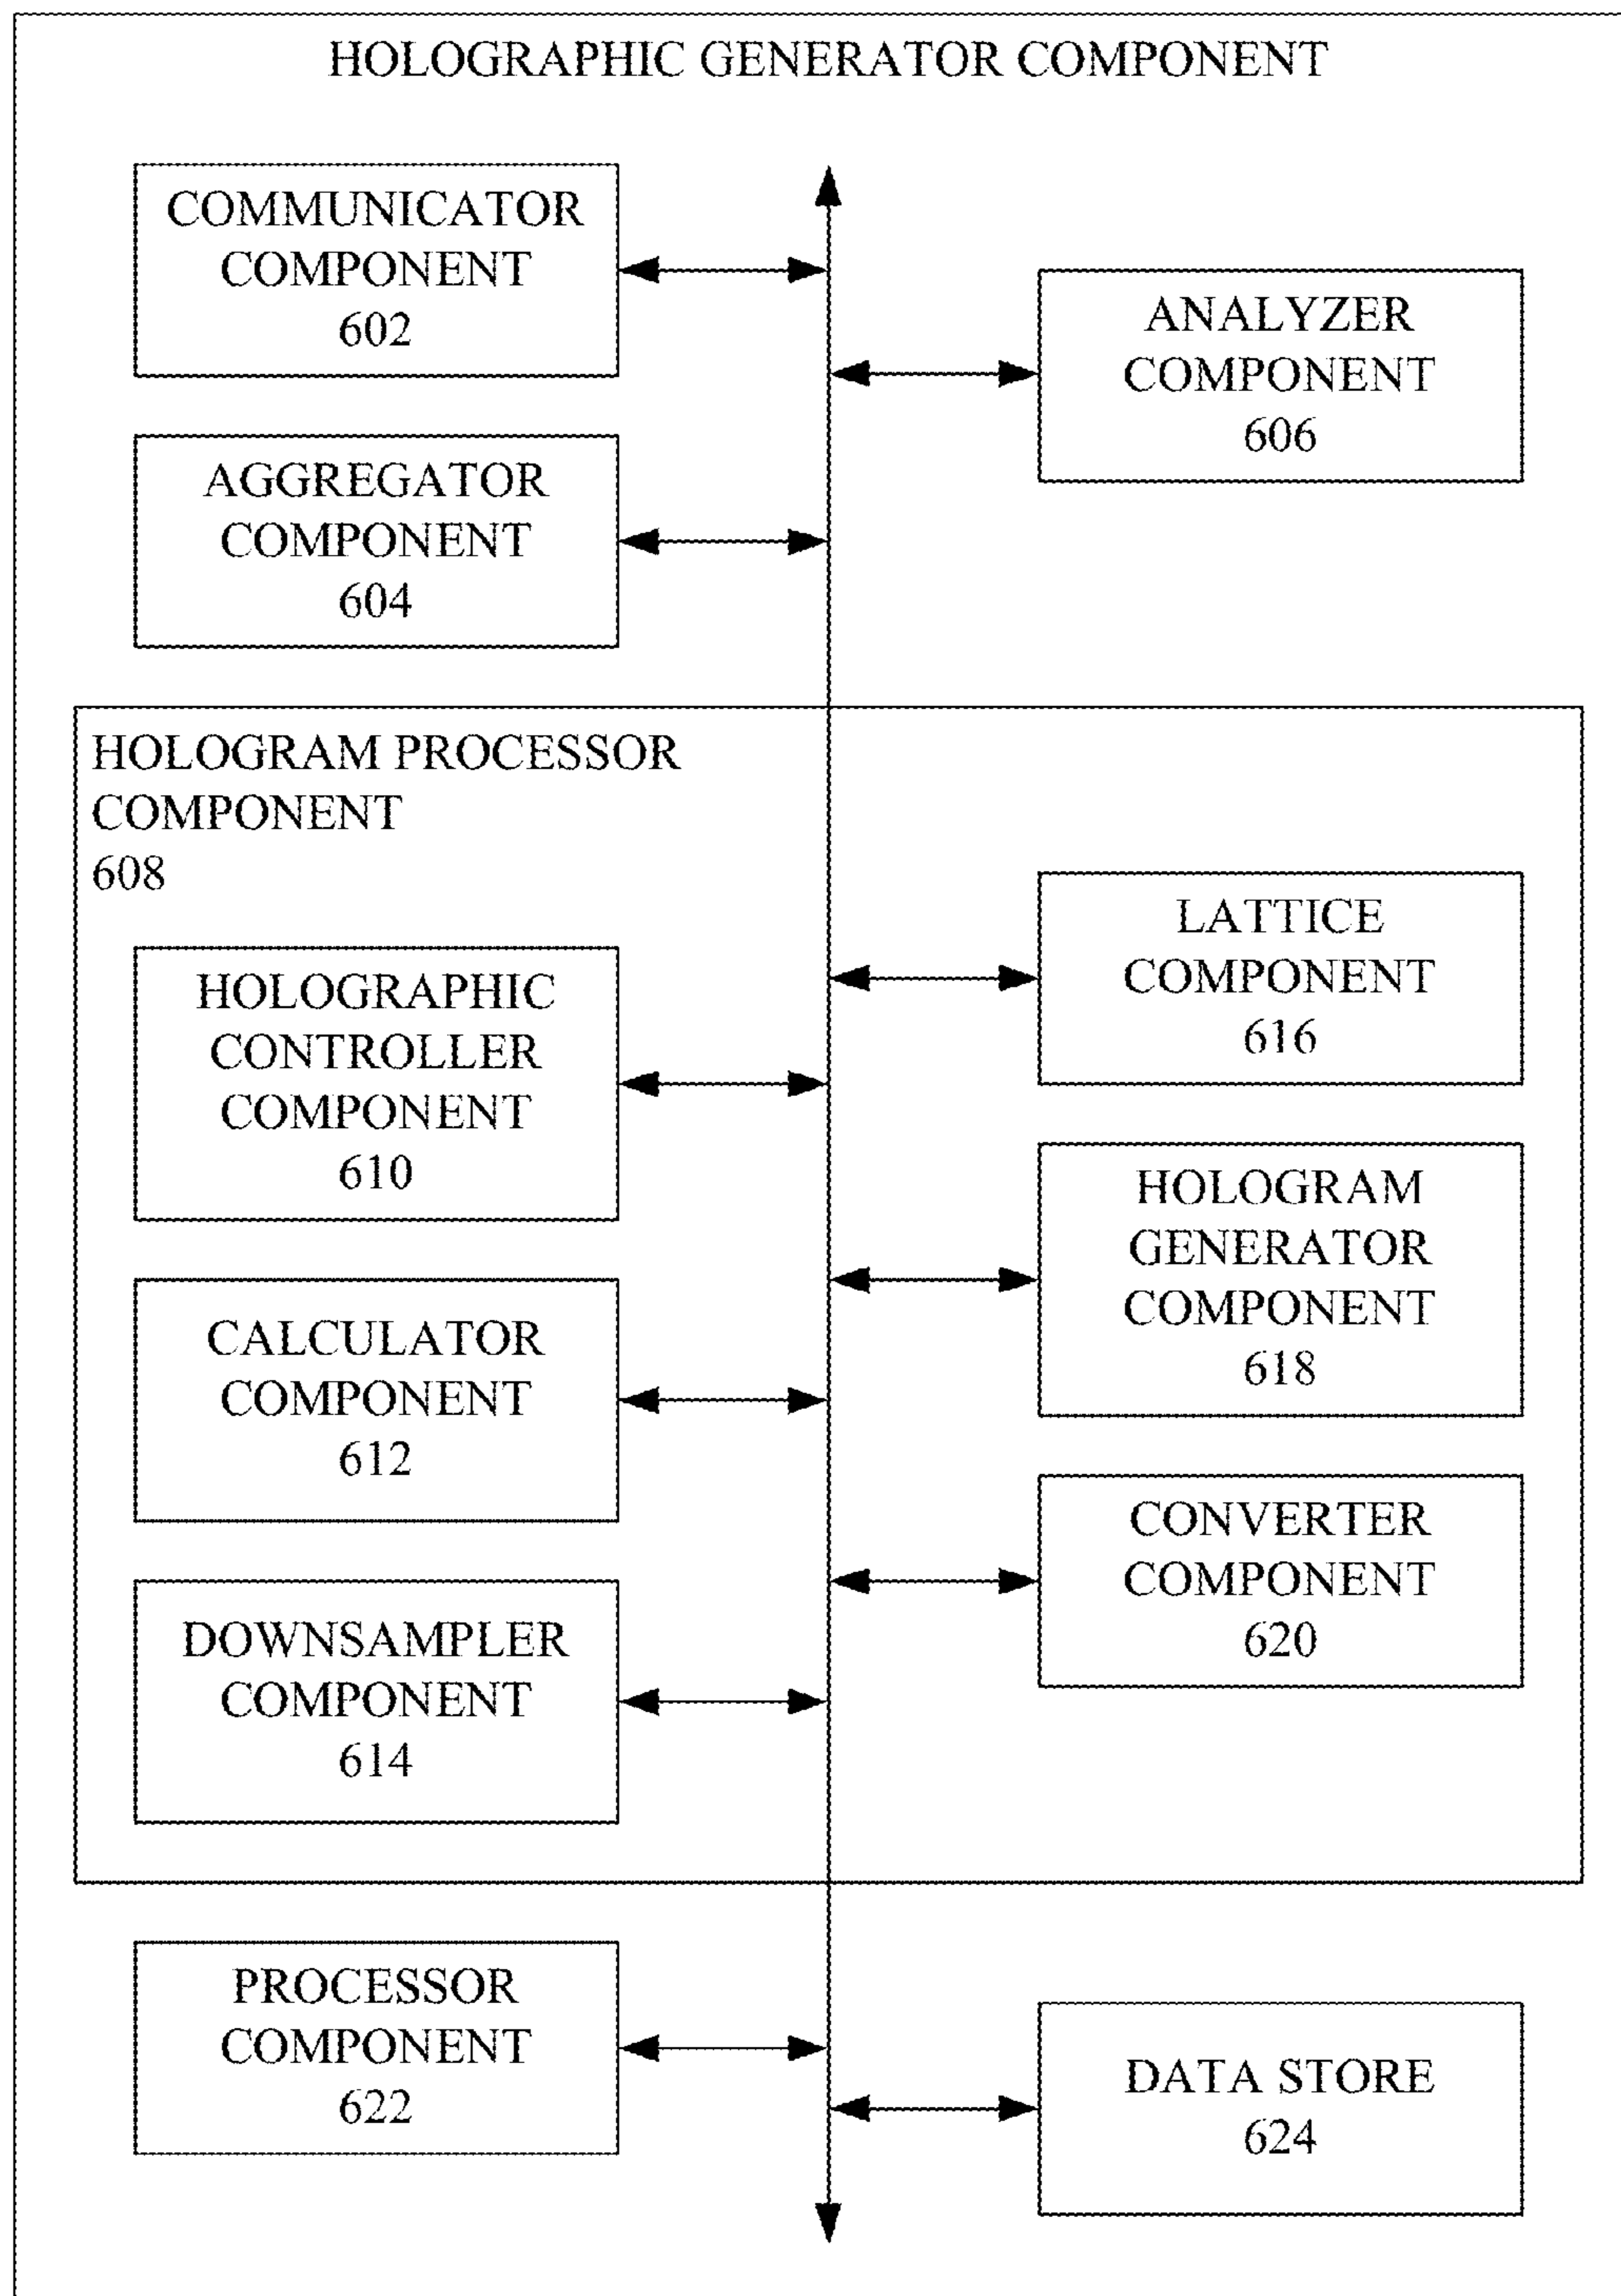 HOLOGRAPHIC GENERATOR COMPONENT
COMMUNICATOR
COMPONENT
602
ANALYZER
COMPONENT
606
AGGREGATOR
COMPONENT
604
HOLOGRAM PROCESSOR
COMPONENT
608
LATTICE
COMPONENT
616
HOLOGRAPHIC
CONTROLLER
COMPONENT
610
HOLOGRAM
GENERATOR
COMPONENT
618
CALCULATOR
COMPONENT
612
CONVERTER
COMPONENT
620
DOWNSAMPLER
COMPONENT
614
PROCESSOR
COMPONENT
622
DATA STORE
624